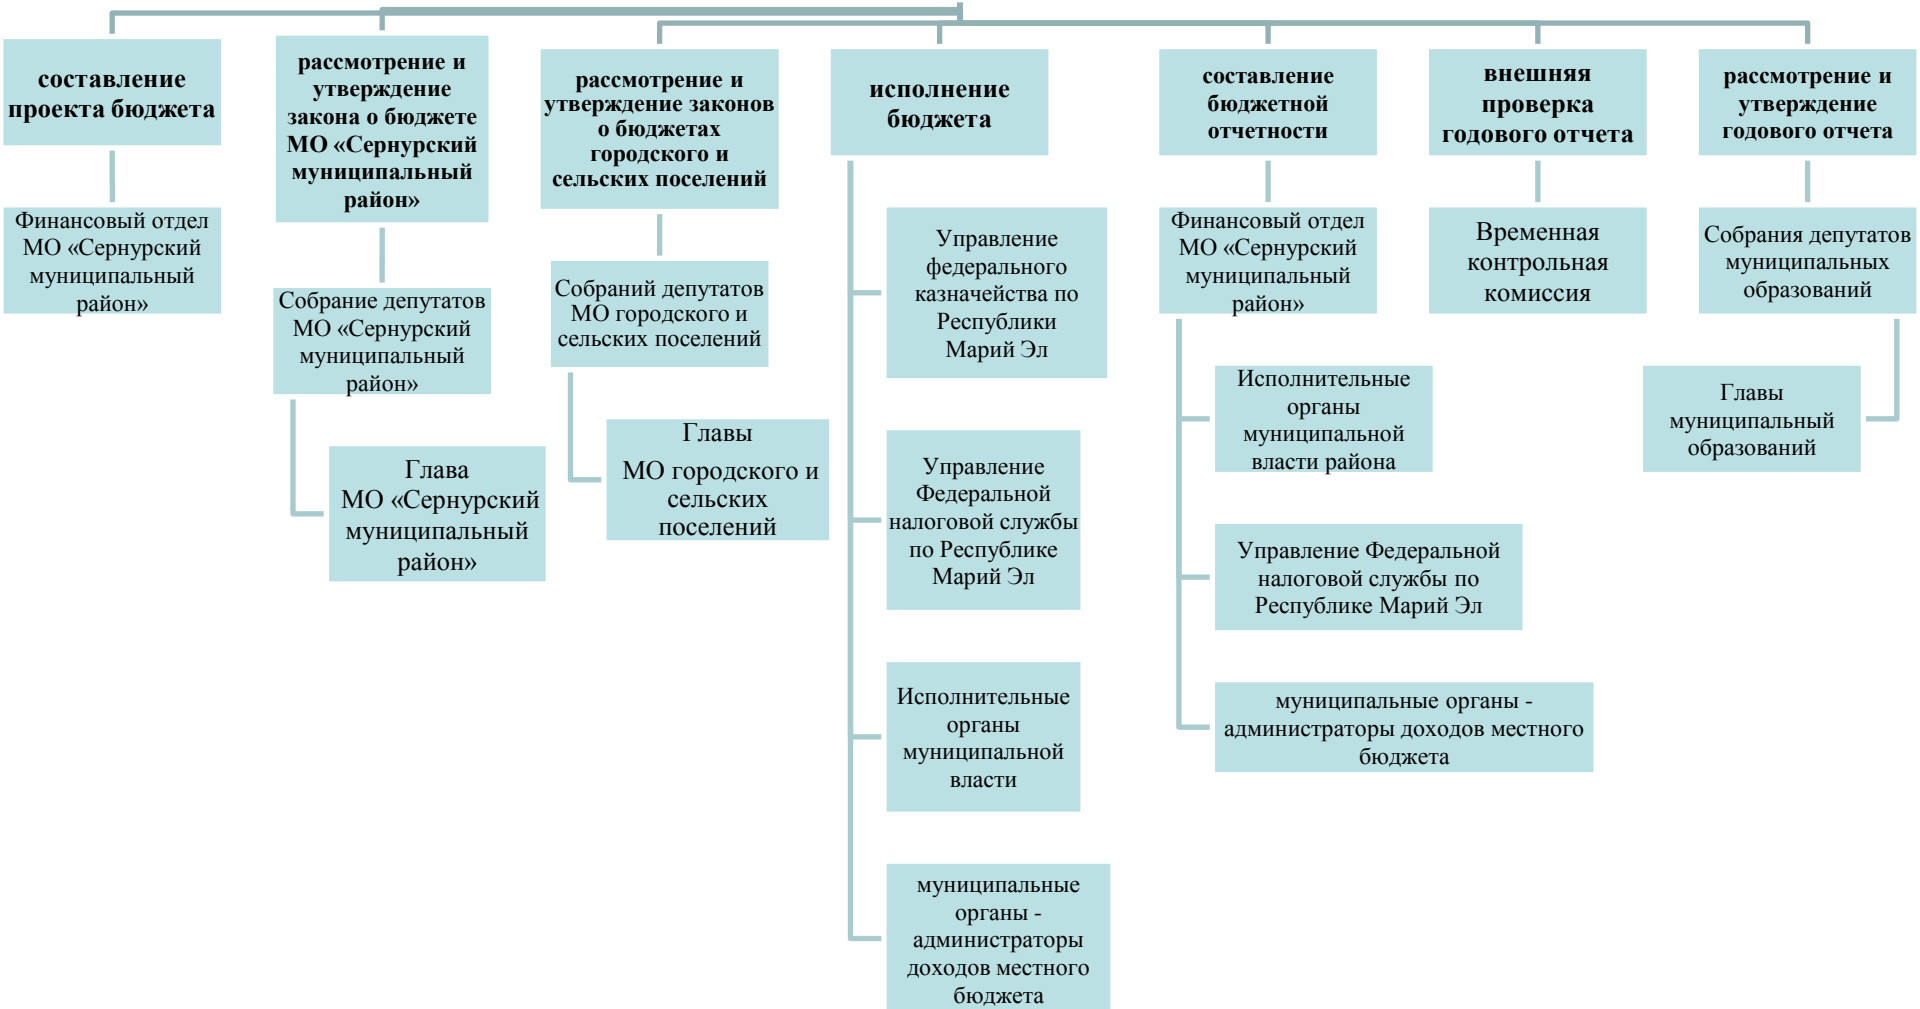 составление
проекта бюджета
Финансовый отдел
МО «Сернурский
муниципальный
район»
рассмотрение и
утверждение
закона о бюджете
МО «Сернурский
муниципальный
район»
Собрание депутатов
МО «Сернурский
муниципальный
район»
Глава
МО «Сернурский
муниципальный
район»
рассмотрение и
утверждение законов
о бюджетах
городского и
сельских поселений
Собраний депутатов
МО городского и
сельских поселений
Главы
МО городского и
сельских
поселений
исполнение
бюджета
Управление
федерального
казначейства по
Республики
Марий Эл
Управление
Федеральной
налоговой службы
по Республике
Марий Эл
Исполнительные
органы
муниципальной
власти
муниципальные
органы -
администраторы
доходов местного
бюджета
составление
бюджетной
отчетности
Финансовый отдел
МО «Сернурский
муниципальный
район»
Исполнительные
органы
муниципальной
власти района
Управление Федеральной
налоговой службы по
Республике Марий Эл
муниципальные органы -
администраторы доходов местного
бюджета
внешняя
проверка
годового отчета
Временная
контрольная
комиссия
рассмотрение и
утверждение
годового отчета
Собрания депутатов
муниципальных
образований
Главы
муниципальный
образований